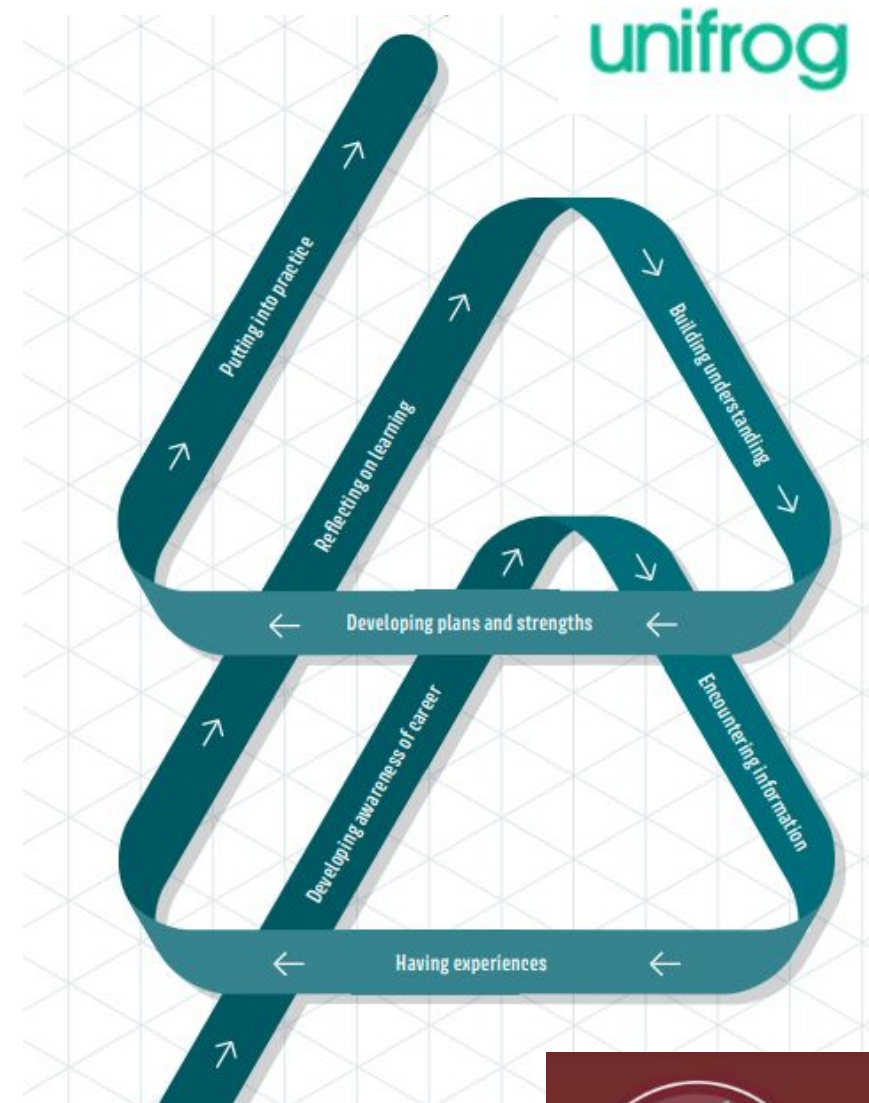 unifrog
Putting into practice
Reflecting on learning
Building understanding
Developing plans and strengths
Developing awareness of career
Encountering information
Having experiences